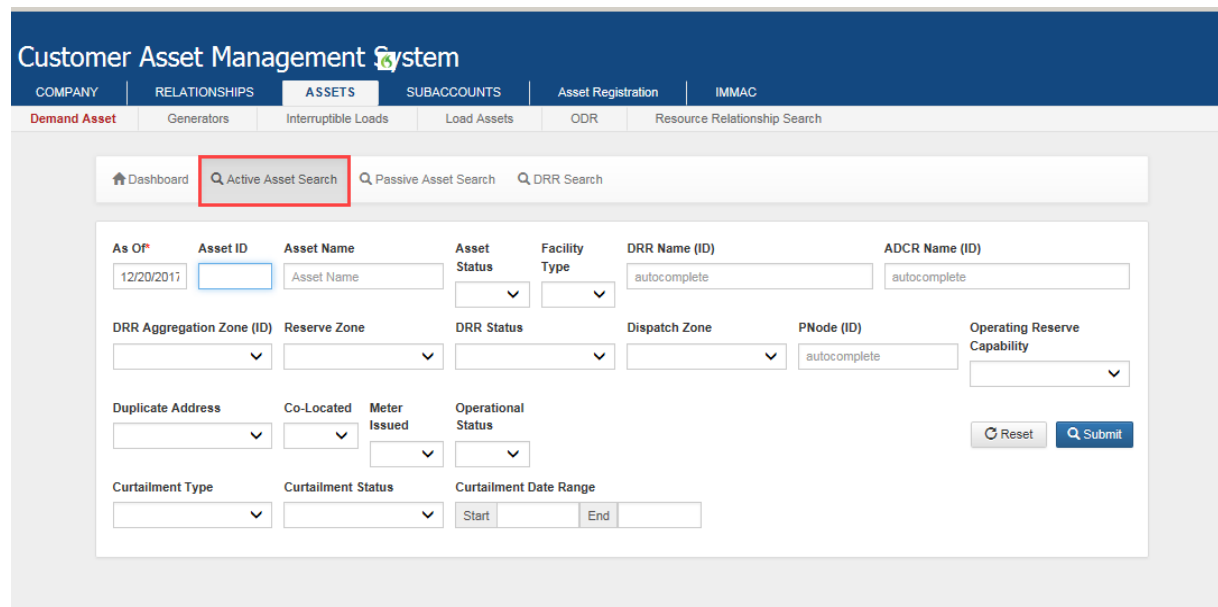 Customer Asset Management System
COMPANY RELATIONSHIPS ASSETS SUBACCOUNTS Asset Registration IMMAC
Demand Asset Generators Interruptible Loads Load Assets ODR Resource Relationship Search
Dashboard Active Asset Search Passive Asset Search DRR Search
As Of* Asset ID Asset Name Asset Status Facility Type DRR Name (ID) ADCR Name (ID)
12/20/2017 Asset Name autocomplete autocomplete
DRR Aggregation Zone (ID) Reserve Zone DRR Status Dispatch Zone PNode (ID) Operating Reserve Capability
autocomplete
Duplicate Address Co-Located Meter Issued Operational Status
Reset Submit
Curtailment Type Curtailment Status Curtailment Date Range
Start End